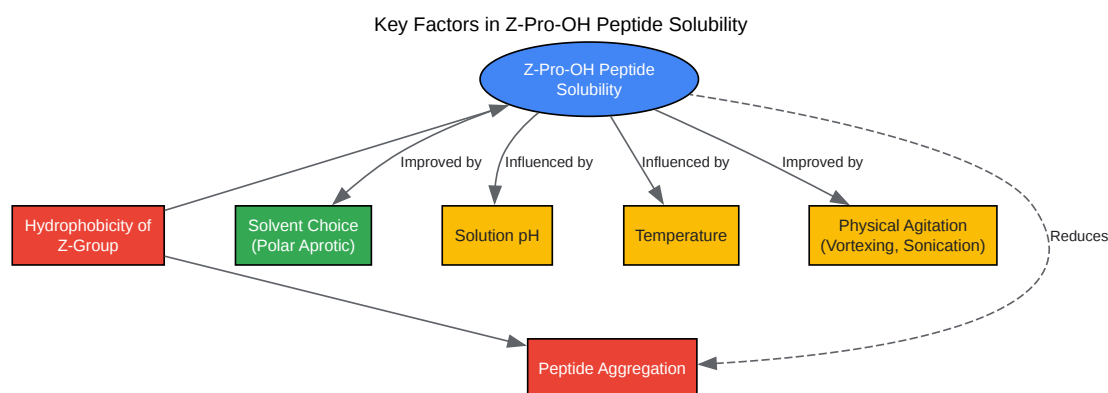 Key Factors in Z-Pro-OH Peptide Solubility
Z-Pro-OH Peptide
Solubility
Improved by
Influenced by
Influenced by
Improved by
Hydrophobicity of
Z-Group
Solvent Choice
(Polar Aprotic)
Solution pH
Temperature
Physical Agitation
(Vortexing, Sonication)
Reduces
Peptide Aggregation